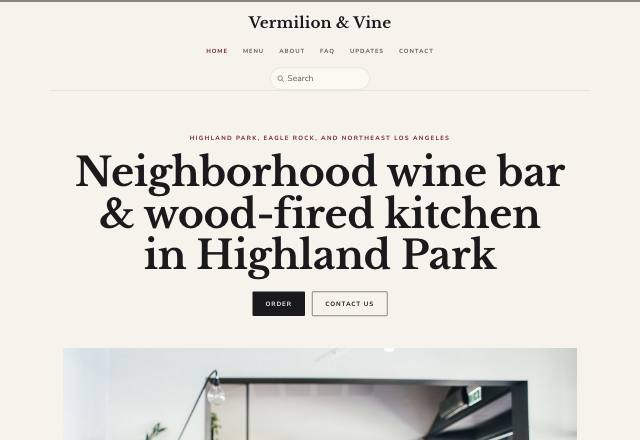 Vermilion & Vine
HOME MENU ABOUT FAQ UPDATES CONTACT
Search
HIGHLAND PARK, EAGLE ROCK, AND NORTHEAST LOS ANGELES
Neighborhood wine bar
& wood-fired kitchen
in Highland Park
ORDER CONTACT US